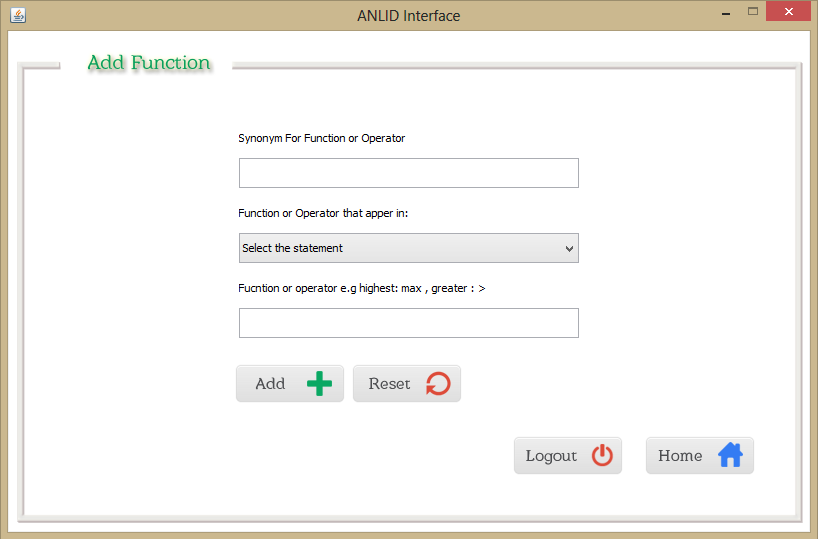 ANLID Interface
Add Function
Synonym For Function or Operator
Function or Operator that apper in:
Select the statement
Fucntion or operator e.g highest: max , greater : >
Add Reset
Logout Home